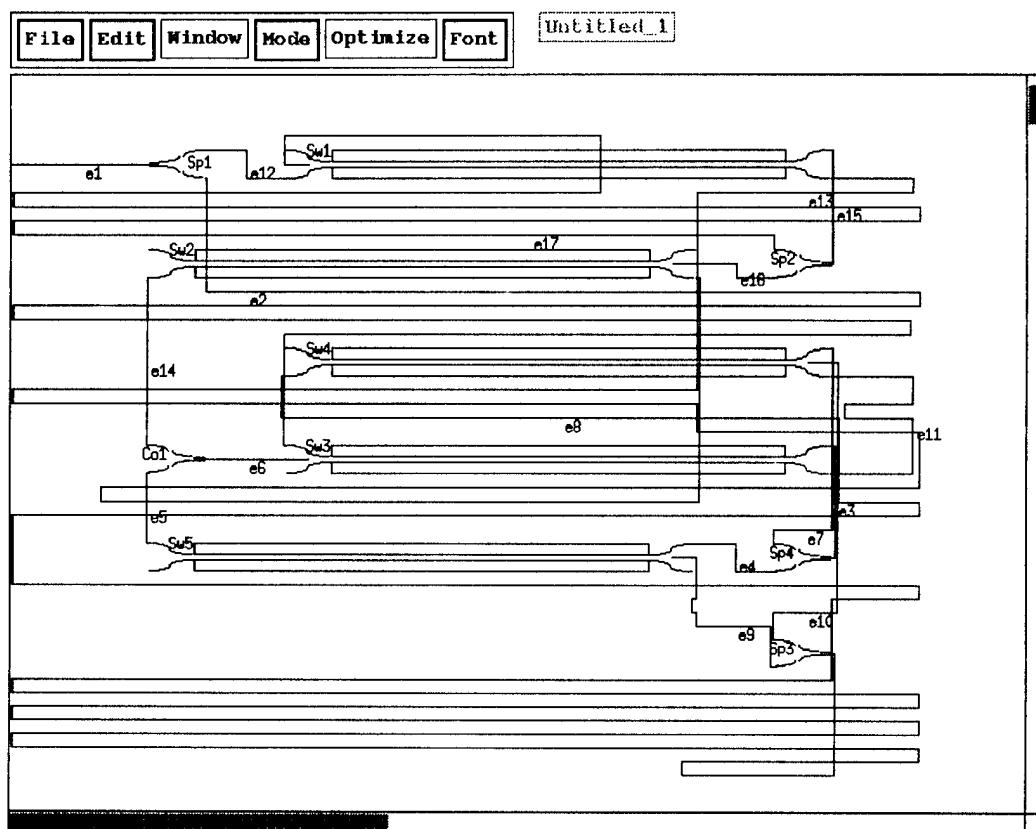 File Edit Window Mode Optimize Font Untitled_1
Sw1
Sp1
e1 e12
e13
e15
Sw2 e17
Sp2
e16
e2
Sw4
e14
e8
e11
Sw3
Co1
e6
e3
e5
e7
Sw5 Sp4
e4
e10
e9
Sp3